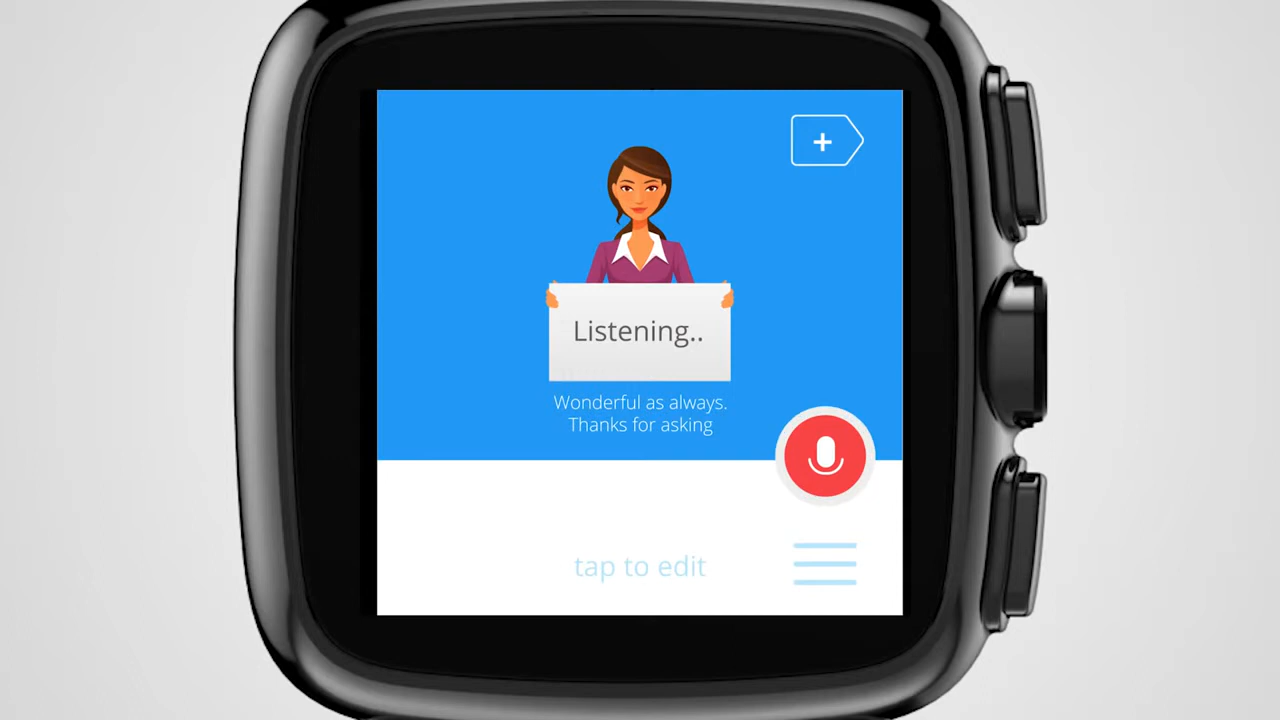 Listening..
Wonderful as always.
Thanks for asking
tap to edit